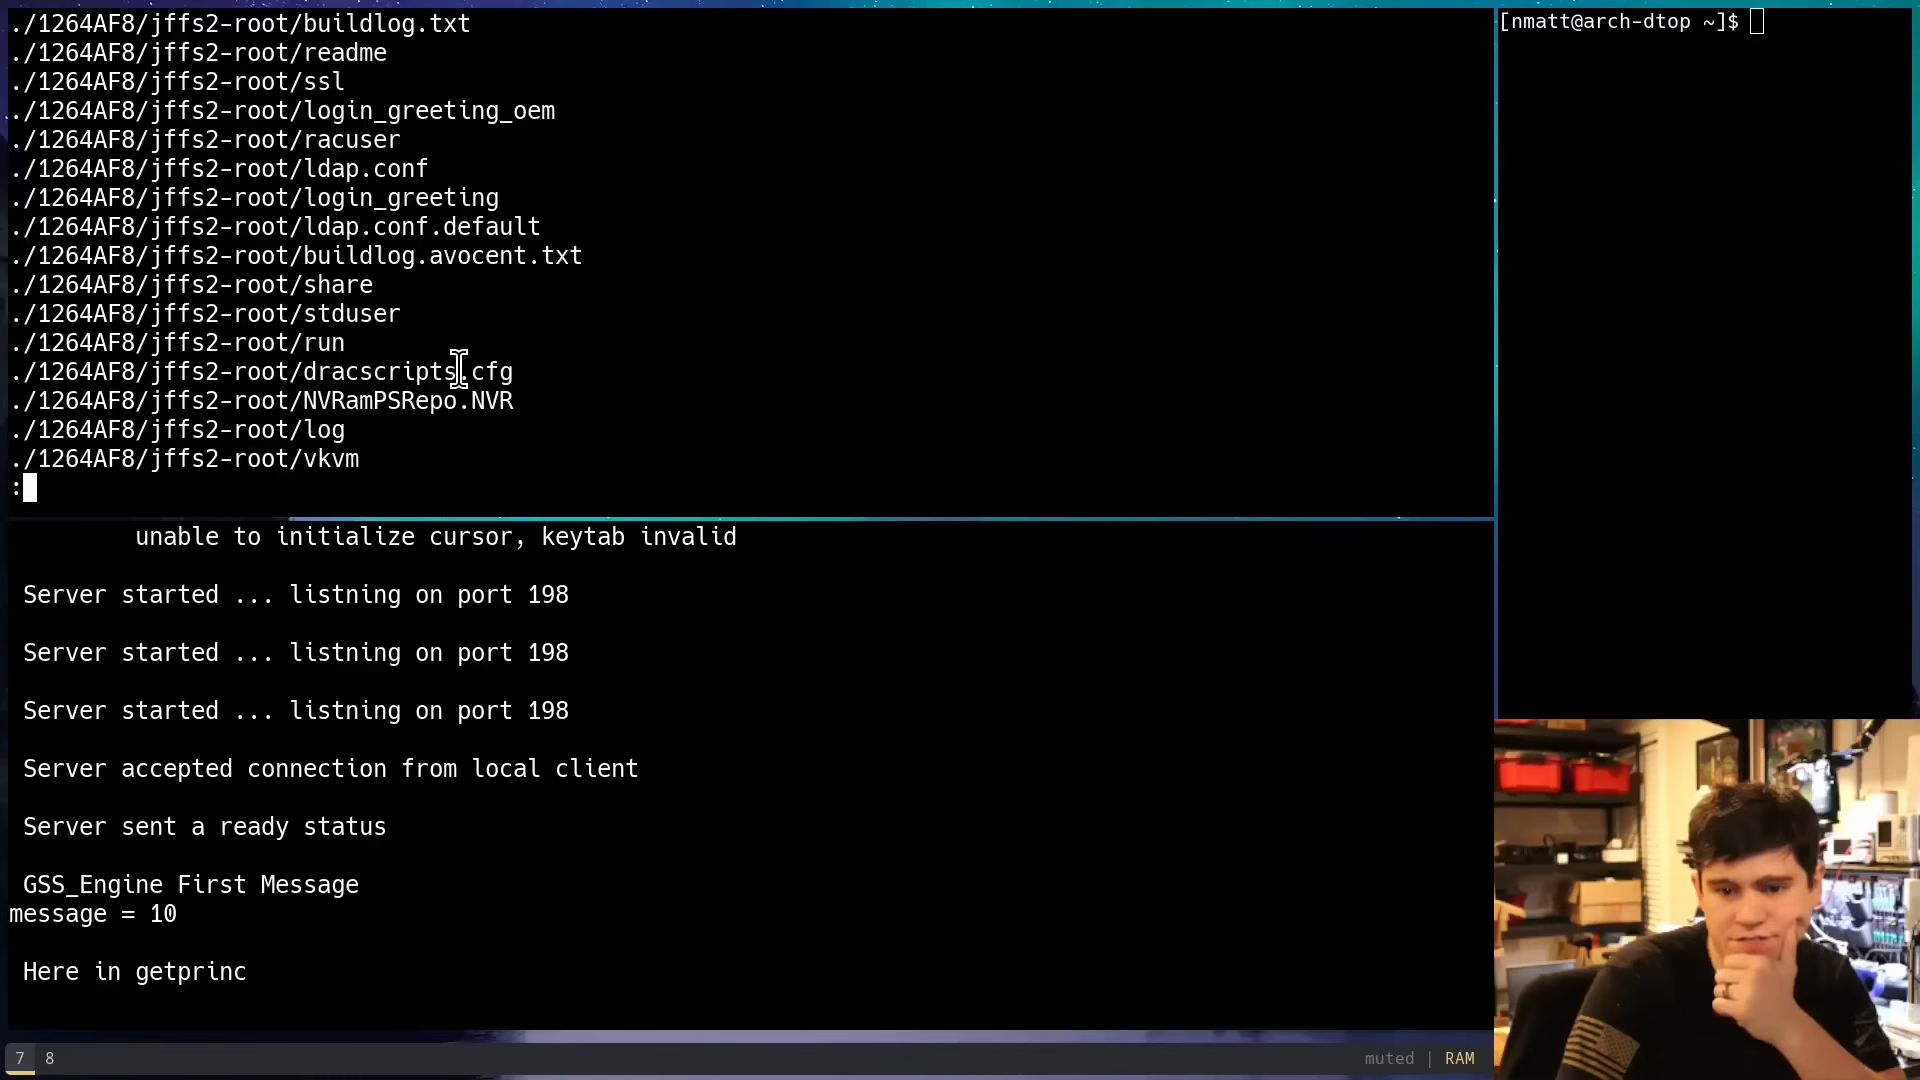 ./1264AF8/jffs2-root/buildlog.txt
./1264AF8/jffs2-root/readme
./1264AF8/jffs2-root/ssl
./1264AF8/jffs2-root/login_greeting_oem
./1264AF8/jffs2-root/racuser
./1264AF8/jffs2-root/ldap.conf
./1264AF8/jffs2-root/login_greeting
./1264AF8/jffs2-root/ldap.conf.default
./1264AF8/jffs2-root/buildlog.avocent.txt
./1264AF8/jffs2-root/share
./1264AF8/jffs2-root/stduser
./1264AF8/jffs2-root/run
./1264AF8/jffs2-root/dracscripts.cfg
./1264AF8/jffs2-root/NVRamPSRepo.NVR
./1264AF8/jffs2-root/log
./1264AF8/jffs2-root/vkvm
:
unable to initialize cursor, keytab invalid
Server started ... listning on port 198
Server started ... listning on port 198
Server started ... listning on port 198
Server accepted connection from local client
Server sent a ready status
GSS_Engine First Message
message = 10
Here in getprinc
[nmatt@arch-dtop ~]$
7 8
muted | RAM